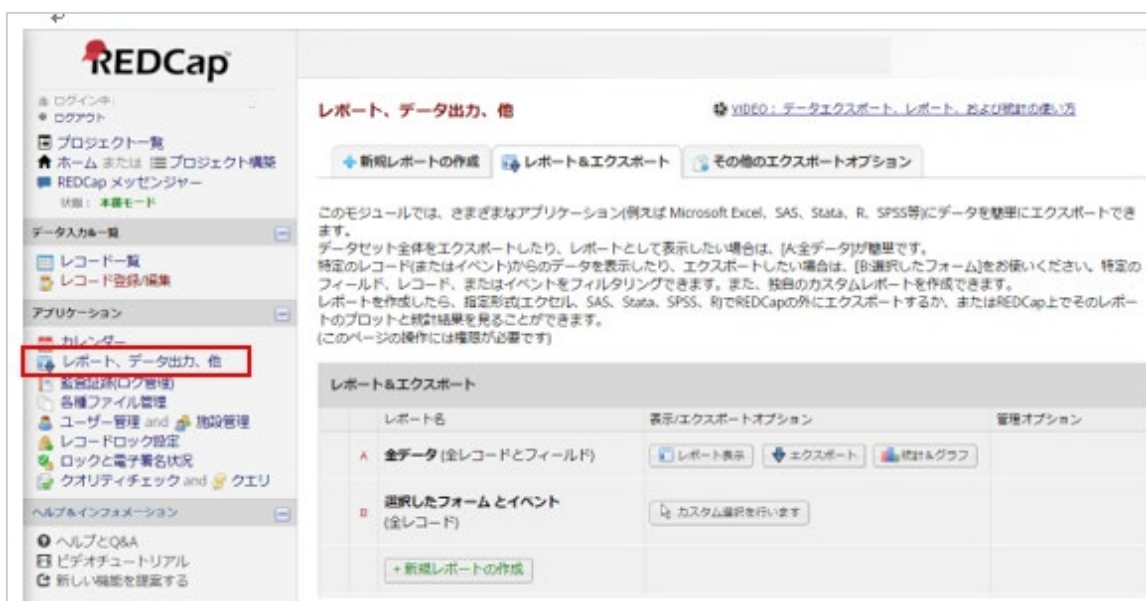 REDCap
ログイン中:
ログアウト
プロジェクト一覧
ホーム または プロジェクト構築
REDCap メッセンジャー
状態： 本番モード
データ入力&一覧
レコード一覧
レコード登録/編集
アプリケーション
カレンダー
レポート、データ出力、他
監査証跡(ログ管理)
各種ファイル管理
ユーザー管理 and 施設管理
レコードロック設定
ロックと電子署名状況
クオリティチェック and クエリ
ヘルプ&インフォメーション
ヘルプとQ&A
ビデオチュートリアル
新しい機能を提案する
レポート、データ出力、他
VIDEO：データエクスポート、レポート、および統計の使い方
新規レポートの作成
レポート&エクスポート
その他のエクスポートオプション
このモジュールでは、さまざまなアプリケーション(例えば Microsoft Excel、SAS、Stata、R、SPSS等)にデータを簡単にエクスポートでき
ます。
データセット全体をエクスポートしたり、レポートとして表示したい場合は、[A:全データ]が簡単です。
特定のレコード(またはイベント)からのデータを表示したり、エクスポートしたい場合は、[B:選択したフォーム]をお使いください。特定の
フィールド、レコード、またはイベントをフィルタリングできます。また、独自のカスタムレポートを作成できます。
レポートを作成したら、指定形式(エクセル、SAS、Stata、SPSS、R)でREDCapの外にエクスポートするか、またはREDCap上でそのレポー
トのプロットと統計結果を見ることができます。
(このページの操作には権限が必要です)
レポート&エクスポート
レポート名 表示/エクスポートオプション 管理オプション
A 全データ (全レコードとフィールド) レポート表示 エクスポート 統計&グラフ
B 選択したフォーム とイベント
(全レコード) カスタム選択を行います
+ 新規レポートの作成